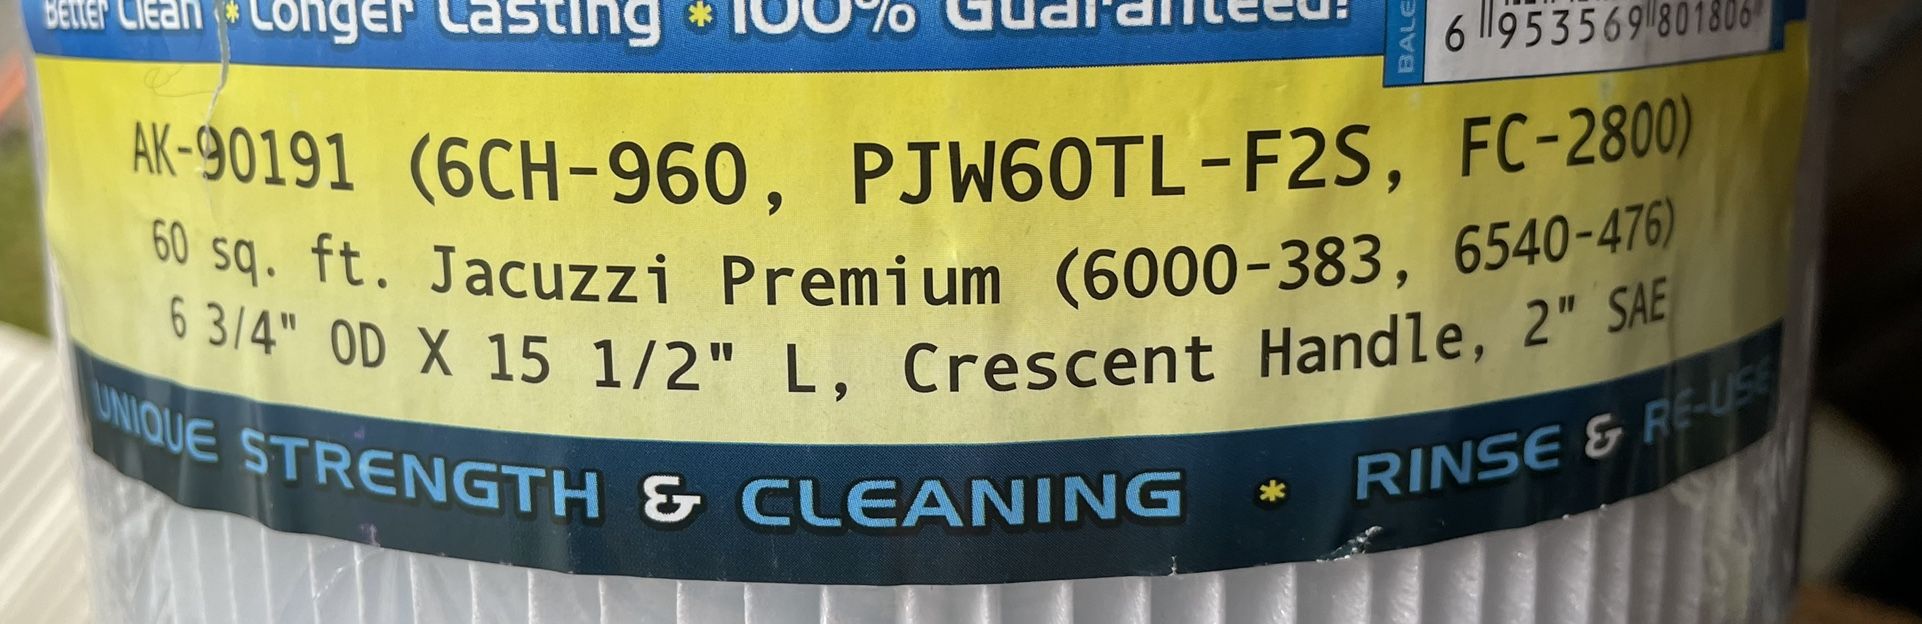 Better Clean * Longer Lasting * 100% Guaranteed!
BALE
6 953569 801806
AK-90191 (6CH-960, PJW60TL-F2S, FC-2800)
60 sq. ft. Jacuzzi Premium (6000-383, 6540-476)
6 3/4" OD X 15 1/2" L, Crescent Handle, 2" SAE
UNIQUE STRENGTH & CLEANING * RINSE & RE-USE